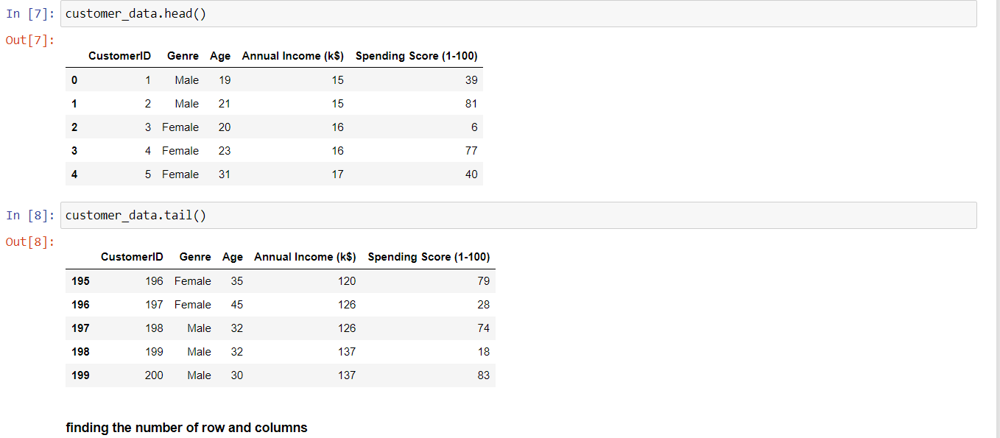 In [7]: customer_data.head()
Out[7]:
CustomerID Genre Age Annual Income (k$) Spending Score (1-100)
0 1 Male 19 15 39
1 2 Male 21 15 81
2 3 Female 20 16 6
3 4 Female 23 16 77
4 5 Female 31 17 40
In [8]: customer_data.tail()
Out[8]:
CustomerID Genre Age Annual Income (k$) Spending Score (1-100)
195 196 Female 35 120 79
196 197 Female 45 126 28
197 198 Male 32 126 74
198 199 Male 32 137 18
199 200 Male 30 137 83
finding the number of row and columns